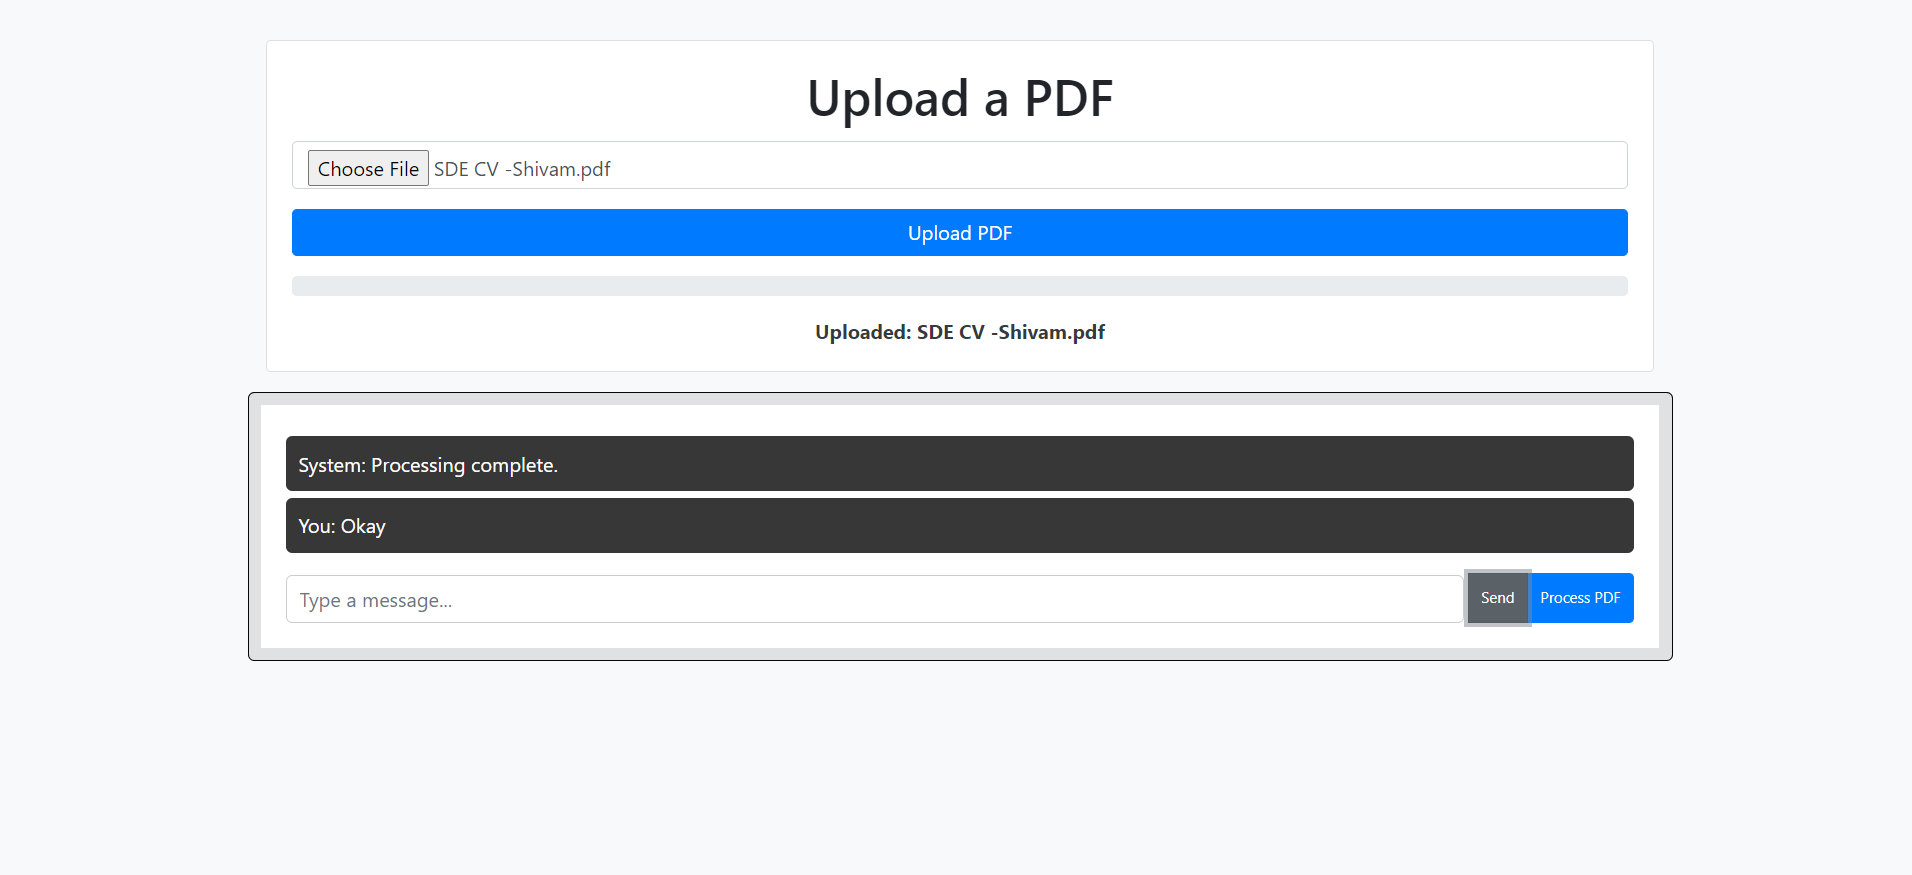 Upload a PDF
Choose File SDE CV -Shivam.pdf
Upload PDF
Uploaded: SDE CV -Shivam.pdf
System: Processing complete.
You: Okay
Type a message... Send Process PDF